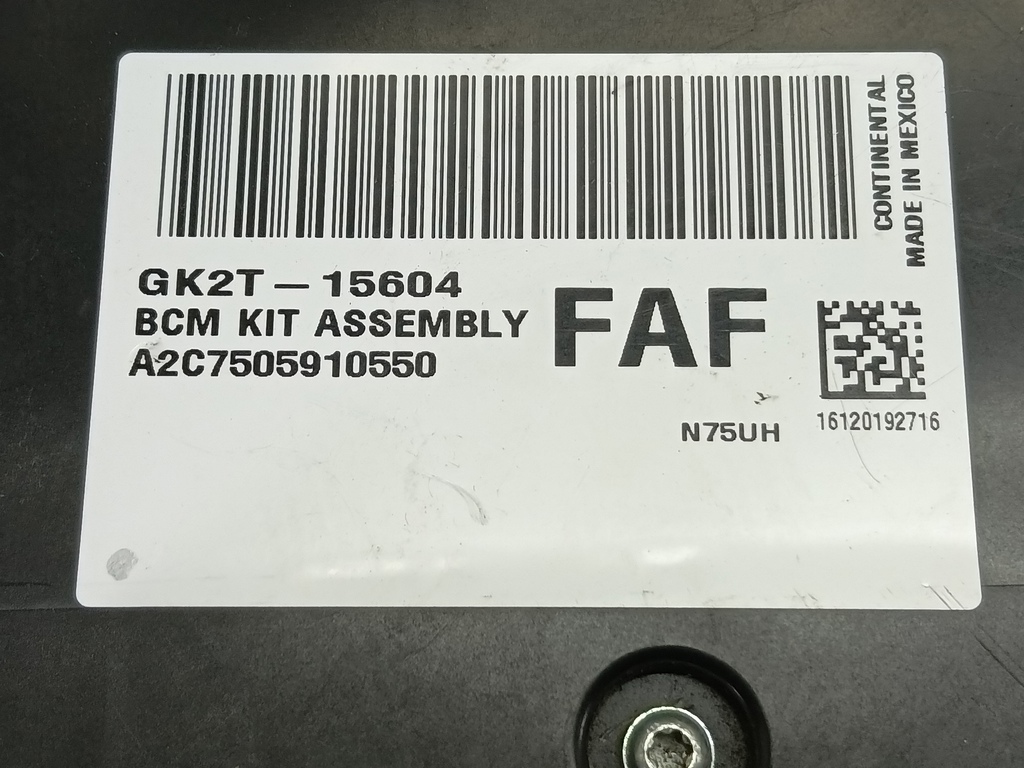 CONTINENTAL
MADE IN MEXICO
GK2T-15604
BCM KIT ASSEMBLY
A2C7505910550
FAF
N75UH
16120192716